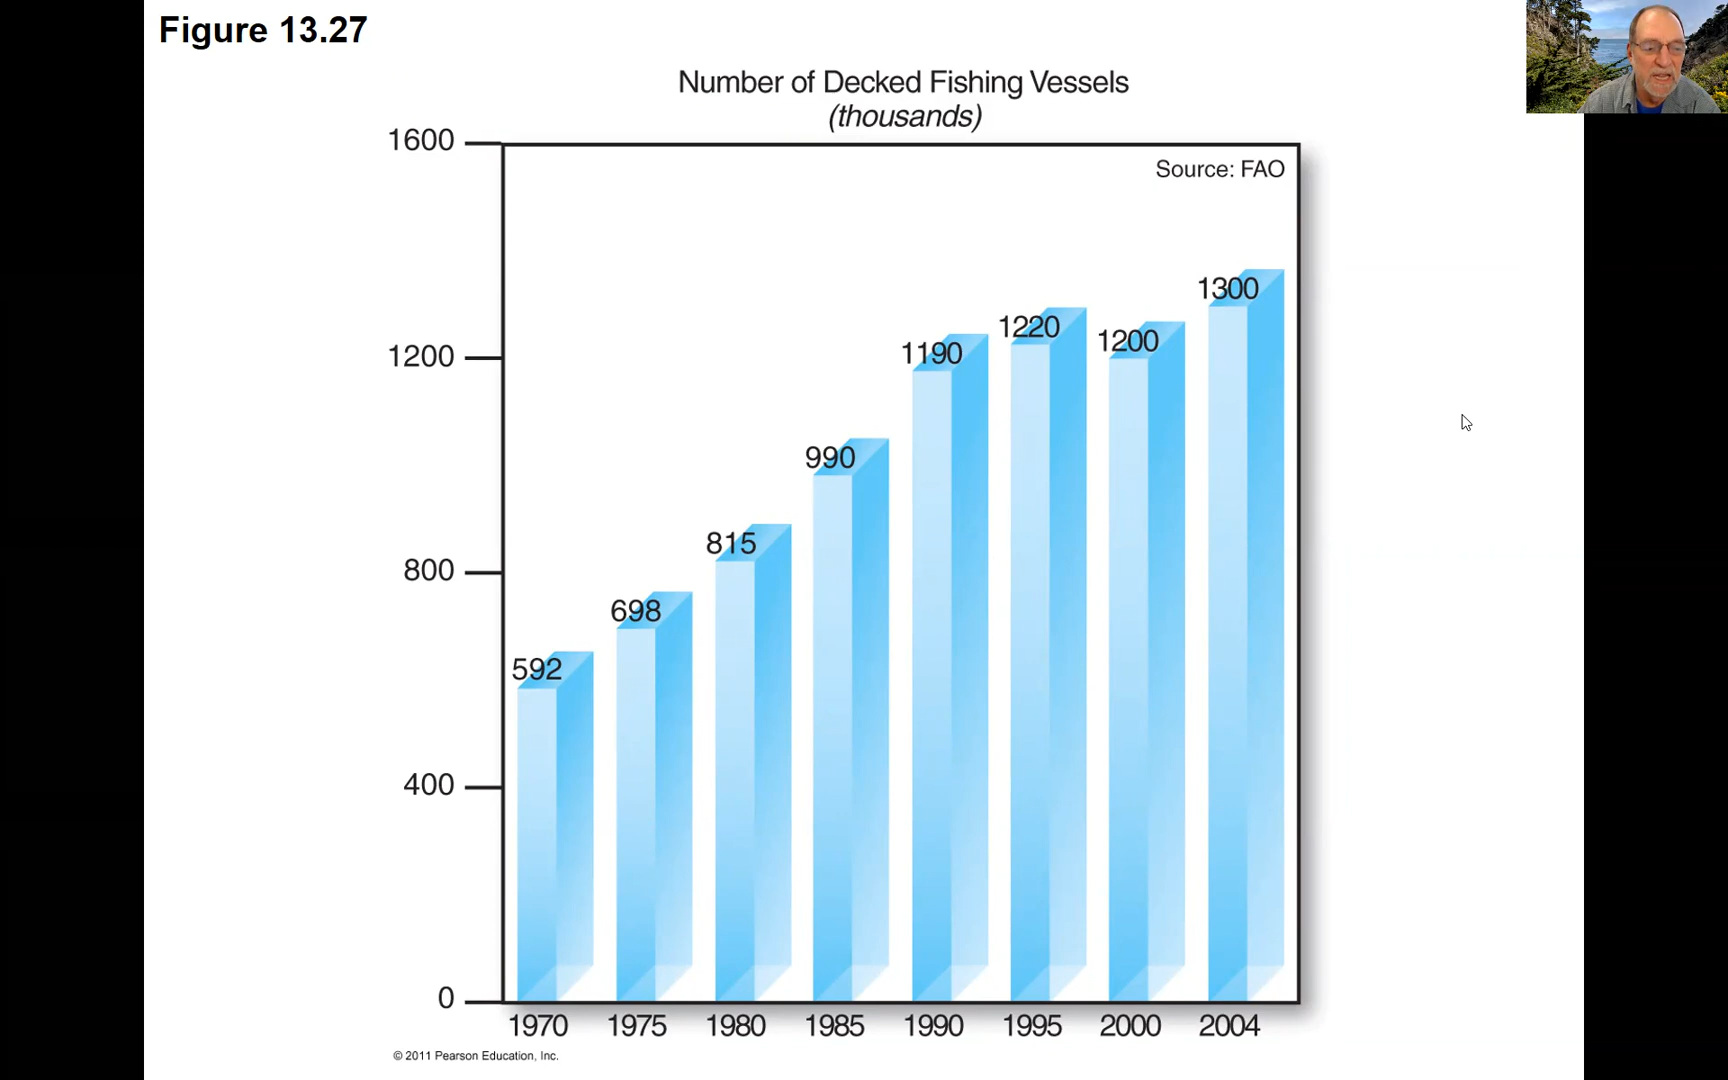 Figure 13.27
Number of Decked Fishing Vessels
(thousands)
Source: FAO
1600
1200
800
400
0
592
698
815
990
1190
1220
1200
1300
1970 1975 1980 1985 1990 1995 2000 2004
© 2011 Pearson Education, Inc.